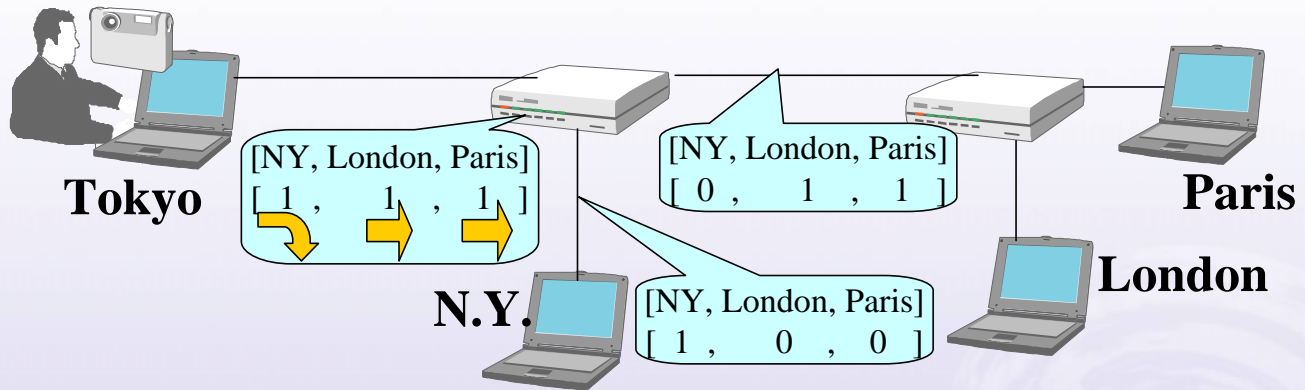 [NY, London, Paris]
[ 1 , 1 , 1 ]
[NY, London, Paris]
[ 0 , 1 , 1 ]
Tokyo
Paris
London
N.Y.
[NY, London, Paris]
[ 1 , 0 , 0 ]